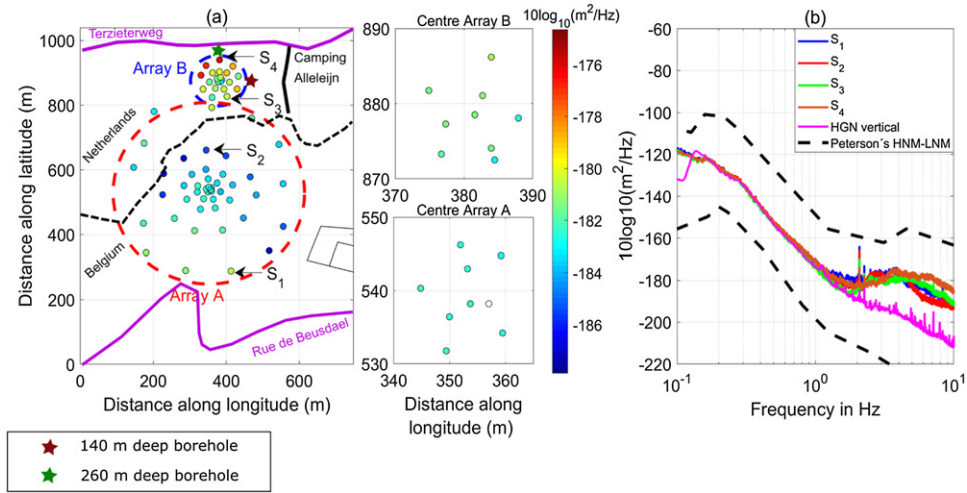 (a)
Terzieterweg
1040
1000
800
600
400
200
0
Distance along latitude (m)
0
200
400
600
Distance along longitude (m)
Array B
S4
S3
S2
S1
Camping
Alleleijn
Netherlands
Belgium
Array A
Rue de Beusdael
Centre Array B
890
880
870
370
380
390
Centre Array A
550
540
530
340
350
360
Distance along
longitude (m)
10log10(m²/Hz)
-176
-178
-180
-182
-184
-186
(b)
S1
S2
S3
S4
HGN vertical
Peterson´s HNM-LNM
10log10(m²/Hz)
-60
-80
-100
-120
-140
-160
-180
-200
-220
10⁻¹
10⁰
10¹
Frequency in Hz
140 m deep borehole
260 m deep borehole